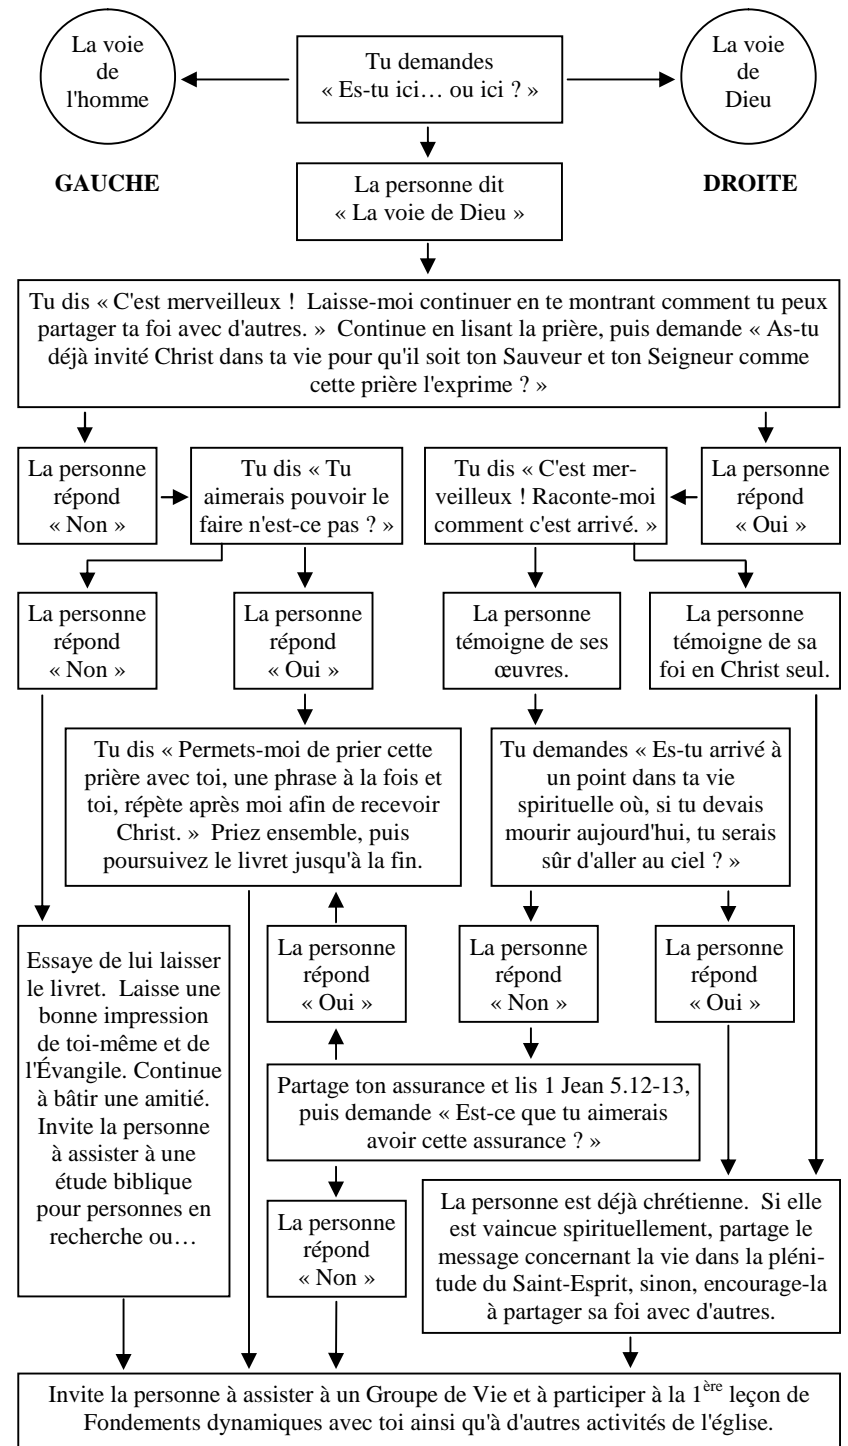 La voie
de
l'homme
Tu demandes
« Es-tu ici… ou ici ? »
La voie
de
Dieu
GAUCHE
DROITE
La personne dit
« La voie de Dieu »
Tu dis « C'est merveilleux ! Laisse-moi continuer en te montrant comment tu peux
partager ta foi avec d'autres. » Continue en lisant la prière, puis demande « As-tu
déjà invité Christ dans ta vie pour qu'il soit ton Sauveur et ton Seigneur comme
cette prière l'exprime ? »
La personne
répond
« Non »
Tu dis « Tu
aimerais pouvoir le
faire n'est-ce pas ? »
Tu dis « C'est mer-
veilleux ! Raconte-moi
comment c'est arrivé. »
La personne
répond
« Oui »
La personne
répond
« Non »
La personne
répond
« Oui »
La personne
témoigne de ses
œuvres.
La personne
témoigne de sa
foi en Christ seul.
Tu dis « Permets-moi de prier cette
prière avec toi, une phrase à la fois et
toi, répète après moi afin de recevoir
Christ. » Priez ensemble, puis
poursuivez le livret jusqu'à la fin.
Tu demandes « Es-tu arrivé à
un point dans ta vie
spirituelle où, si tu devais
mourir aujourd'hui, tu serais
sûr d'aller au ciel ? »
Essaye de lui laisser
le livret. Laisse une
bonne impression
de toi-même et de
l'Évangile. Continue
à bâtir une amitié.
Invite la personne
à assister à une
étude biblique
pour personnes en
recherche ou…
La personne
répond
« Oui »
La personne
répond
« Non »
La personne
répond
« Oui »
Partage ton assurance et lis 1 Jean 5.12-13,
puis demande « Est-ce que tu aimerais
avoir cette assurance ? »
La personne
répond
« Non »
La personne est déjà chrétienne. Si elle
est vaincue spirituellement, partage le
message concernant la vie dans la pléni-
tude du Saint-Esprit, sinon, encourage-la
à partager sa foi avec d'autres.
Invite la personne à assister à un Groupe de Vie et à participer à la 1ère leçon de
Fondements dynamiques avec toi ainsi qu'à d'autres activités de l'église.